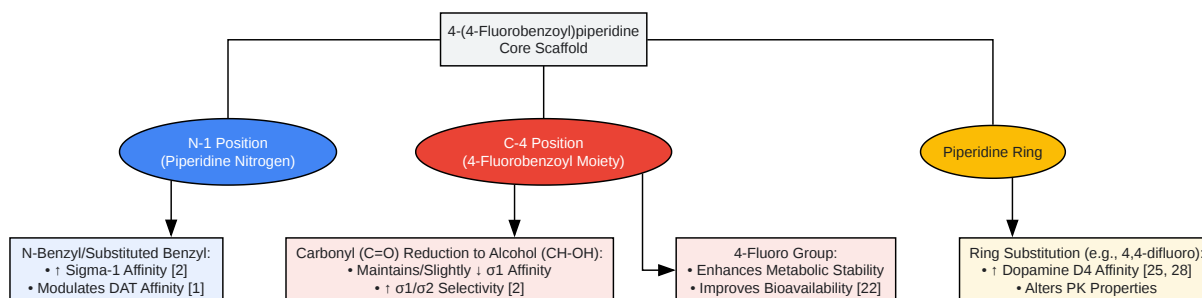 4-(4-Fluorobenzoyl)piperidine
Core Scaffold
N-1 Position
(Piperidine Nitrogen)
C-4 Position
(4-Fluorobenzoyl Moiety)
Piperidine Ring
N-Benzyl/Substituted Benzyl:
• ↑ Sigma-1 Affinity [2]
• Modulates DAT Affinity [1]
Carbonyl (C=O) Reduction to Alcohol (CH-OH):
• Maintains/Slightly ↓ σ1 Affinity
• ↑ σ1/σ2 Selectivity [2]
4-Fluoro Group:
• Enhances Metabolic Stability
• Improves Bioavailability [22]
Ring Substitution (e.g., 4,4-difluoro):
• ↑ Dopamine D4 Affinity [25, 28]
• Alters PK Properties